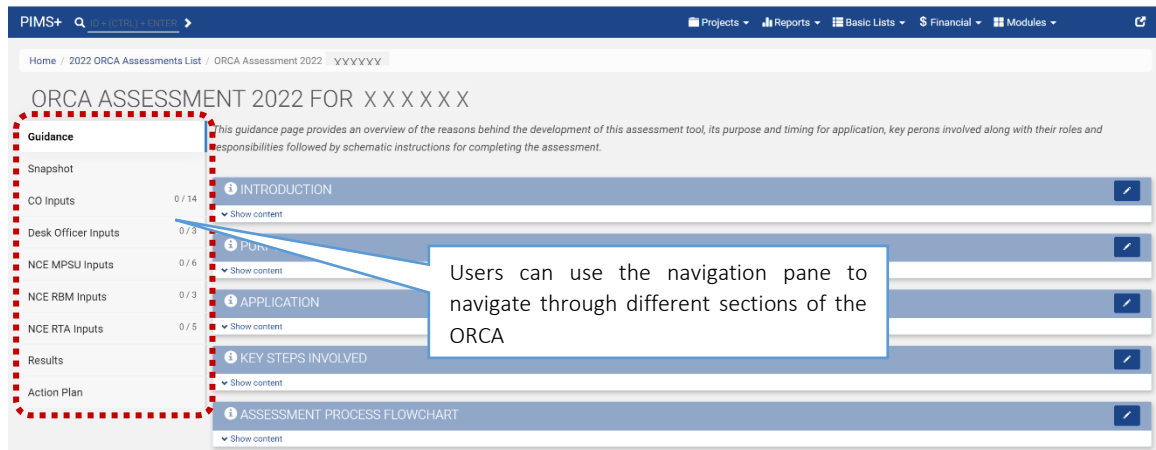 PIMS+ ID + (CTRL) + ENTER Projects Reports Basic Lists $ Financial Modules
Home / 2022 ORCA Assessments List / ORCA Assessment 2022 XXXXXX
ORCA ASSESSMENT 2022 FOR X X X X X X
Guidance
Snapshot
CO Inputs 0 / 14
Desk Officer Inputs 0 / 3
NCE MPSU Inputs 0 / 6
NCE RBM Inputs 0 / 3
NCE RTA Inputs 0 / 5
Results
Action Plan
This guidance page provides an overview of the reasons behind the development of this assessment tool, its purpose and timing for application, key perons involved along with their roles and
responsibilities followed by schematic instructions for completing the assessment.
INTRODUCTION
Show content
Show content
APPLICATION
Show content
KEY STEPS INVOLVED
Show content
ASSESSMENT PROCESS FLOWCHART
Show content
Users can use the navigation pane to
navigate through different sections of the
ORCA